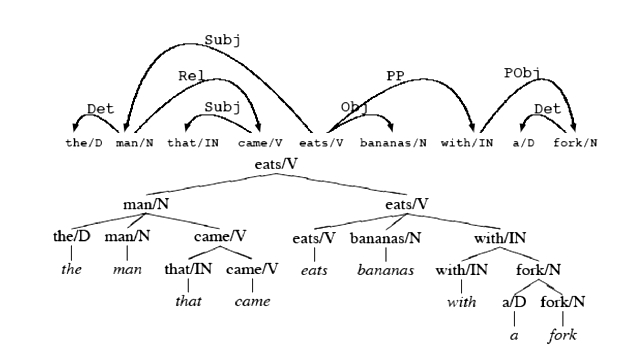 Subj
Rel PP PObj
Det Subj Obj Det
the/D man/N that/IN came/V eats/V bananas/N with/IN a/D fork/N
eats/V
man/N eats/V
the/D man/N came/V eats/V bananas/N with/IN
the man that/IN came/V eats bananas with/IN fork/N
that came with a/D fork/N
a fork